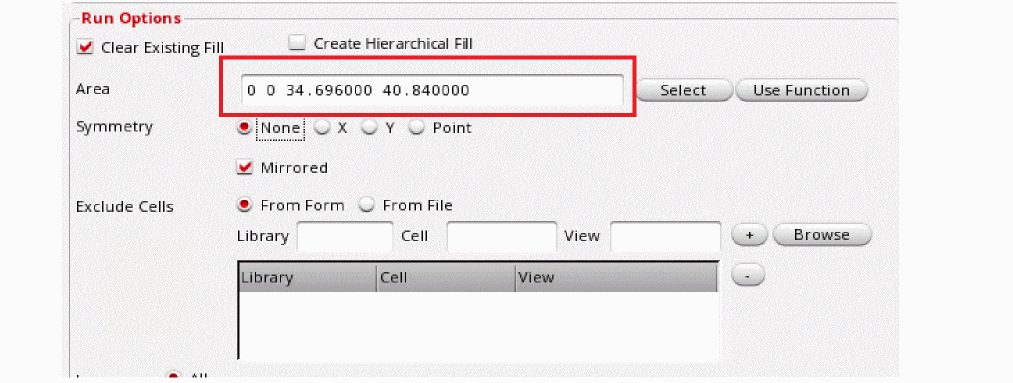 Run Options
Clear Existing Fill Create Hierarchical Fill
Area 0 0 34.696000 40.840000 Select Use Function
Symmetry None X Y Point
Mirrored
Exclude Cells From Form From File
Library Cell View + Browse
Library Cell View -
All